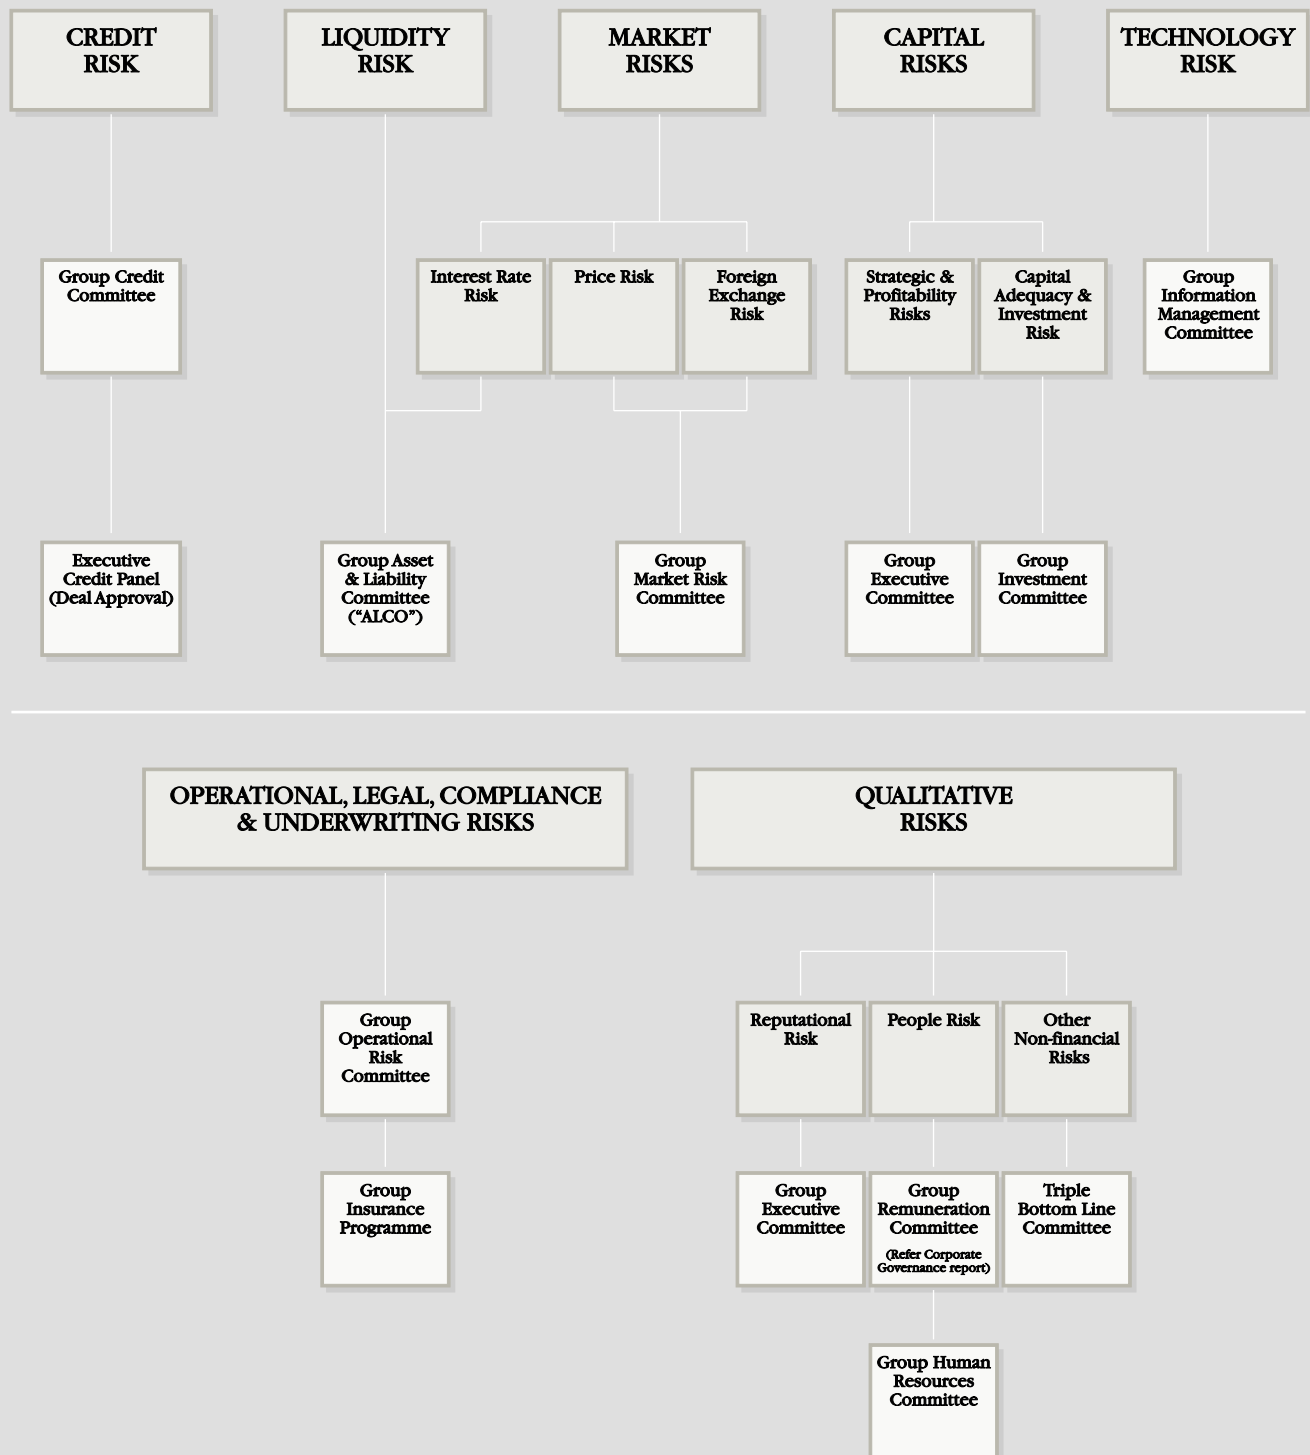 CREDIT
RISK
LIQUIDITY
RISK
MARKET
RISKS
CAPITAL
RISKS
TECHNOLOGY
RISK
Group Credit
Committee
Interest Rate
Risk
Price Risk
Foreign
Exchange
Risk
Strategic &
Profitability
Risks
Capital
Adequacy &
Investment
Risk
Group
Information
Management
Committee
Executive
Credit Panel
(Deal Approval)
Group Asset
& Liability
Committee
(“ALCO”)
Group
Market Risk
Committee
Group
Executive
Committee
Group
Investment
Committee
OPERATIONAL, LEGAL, COMPLIANCE
& UNDERWRITING RISKS
QUALITATIVE
RISKS
Group
Operational
Risk
Committee
Reputational
Risk
People Risk
Other
Non-financial
Risks
Group
Insurance
Programme
Group
Executive
Committee
Group
Remuneration
Committee
(Refer Corporate
Governance report)
Triple
Bottom Line
Committee
Group Human
Resources
Committee